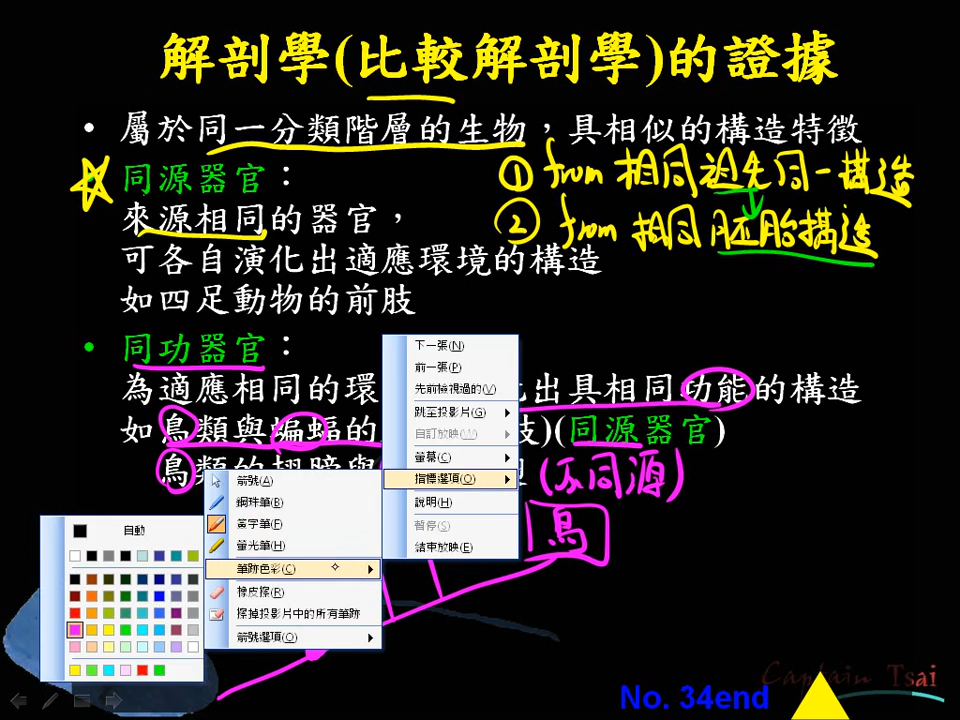 解剖學(比較解剖學)的證據
• 屬於同一分類階層的生物，具相似的構造特徵
同源器官：
① from 相同祖先同一構造
來源相同的器官，
② from 相同胚胎構造
可各自演化出適應環境的構造
如四足動物的前肢
• 同功器官：
為適應相同的環 化出具相同功能的構造
如鳥類與蝙蝠的 肢)(同源器官)
鳥類的翅膀與 (不同源)
鳥
下一張(N)
前一張(P)
先前檢視過的(V)
跳至投影片(G)
自訂放映(W)
螢幕(C)
指標選項(O)
說明(H)
暫停(S)
結束放映(E)
箭號(A)
鋼珠筆(B)
簽字筆(F)
螢光筆(H)
筆跡色彩(C)
橡皮擦(R)
擦掉投影片中的所有筆跡
箭號選項(O)
自動
Captain Tsai
No. 34end